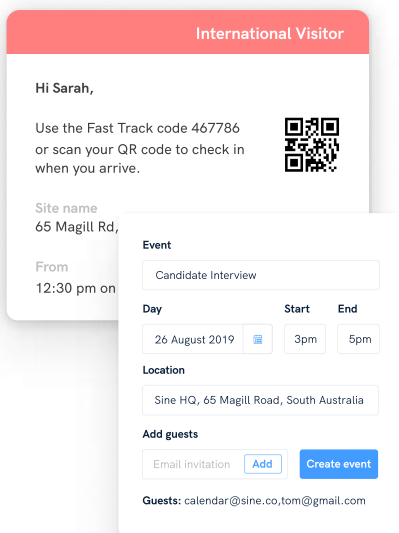 International Visitor
Hi Sarah,
Use the Fast Track code 467786
or scan your QR code to check in
when you arrive.
Site name
65 Magill Rd,
From
12:30 pm on
Event
Candidate Interview
Day
Start
End
26 August 2019
3pm
5pm
Location
Sine HQ, 65 Magill Road, South Australia
Add guests
Email invitation
Add
Create event
Guests: calendar@sine.co,tom@gmail.com